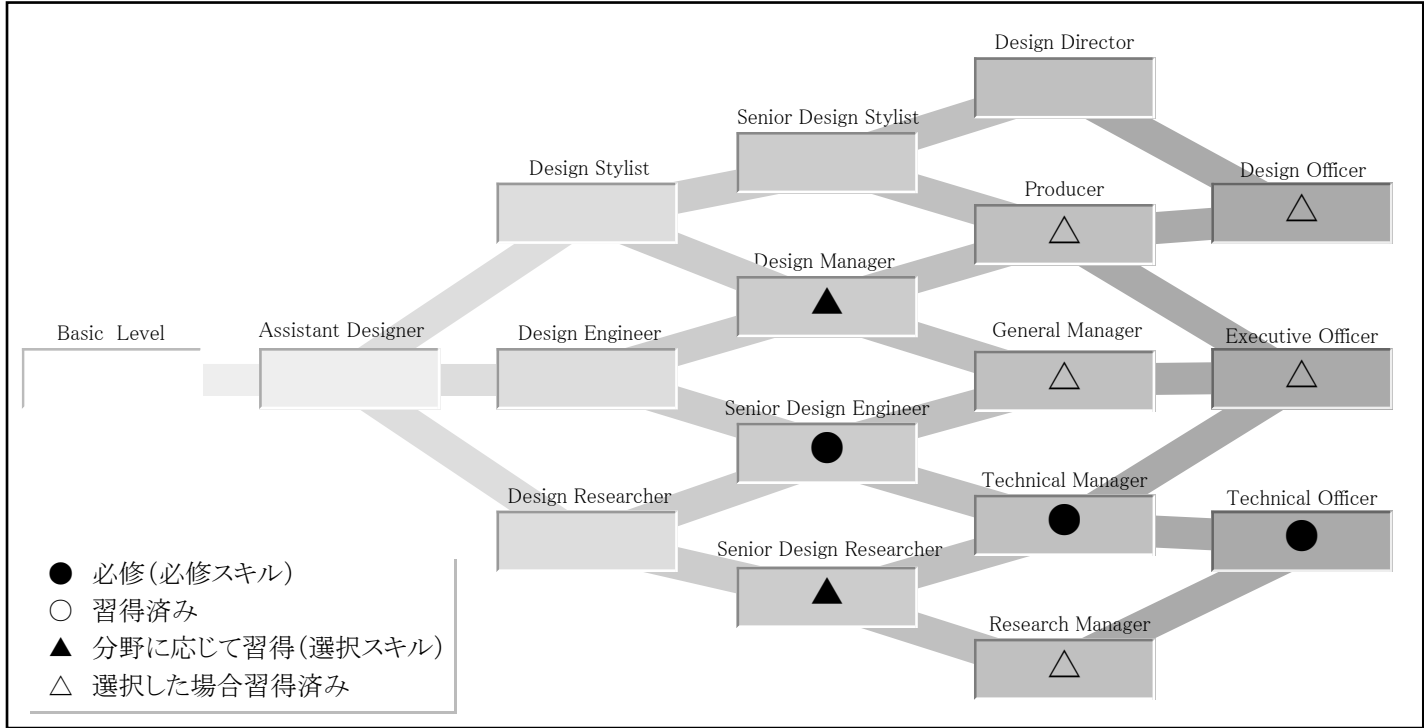 Design Director
Senior Design Stylist
Design Stylist
Producer
Design Officer
△
△
Design Manager
▲
Basic Level
Assistant Designer
Design Engineer
General Manager
Executive Officer
△
△
Senior Design Engineer
●
Design Researcher
Technical Manager
Technical Officer
●
●
Senior Design Researcher
▲
Research Manager
△
● 必修(必修スキル)
○ 習得済み
▲ 分野に応じて習得(選択スキル)
△ 選択した場合習得済み